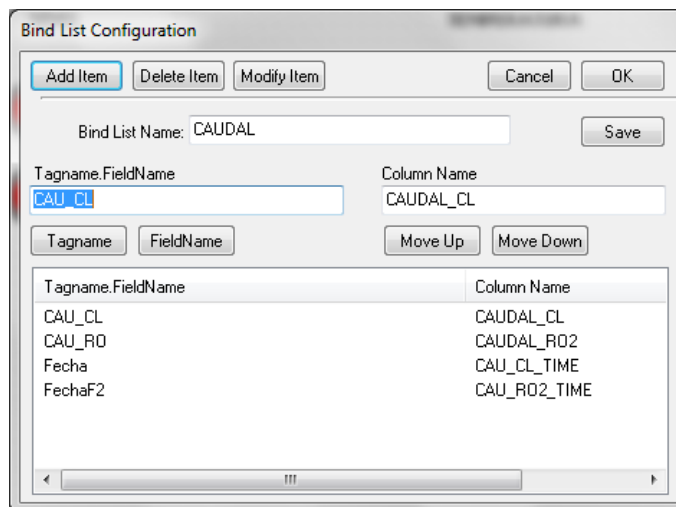 Bind List Configuration
Add Item Delete Item Modify Item Cancel OK
Bind List Name: CAUDAL Save
Tagname.FieldName Column Name
CAU_CL CAUDAL_CL
Tagname FieldName Move Up Move Down
Tagname.FieldName Column Name
CAU_CL CAUDAL_CL
CAU_RO CAUDAL_RO2
Fecha CAU_CL_TIME
FechaF2 CAU_RO2_TIME